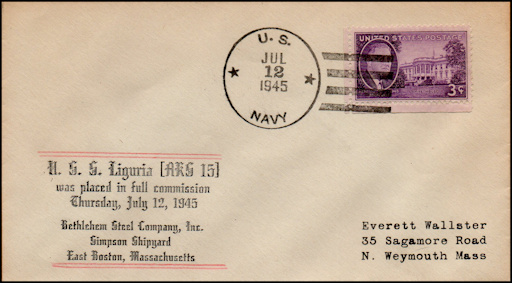 U. S.
JUL
12
1945
NAVY
UNITED STATES POSTAGE
3¢
U. S. S. Liguria [AKS 15]
was placed in full commission
Thursday, July 12, 1945
Bethlehem Steel Company, Inc.
Simpson Shipyard
East Boston, Massachusetts
Everett Wallster
35 Sagamore Road
N. Weymouth Mass